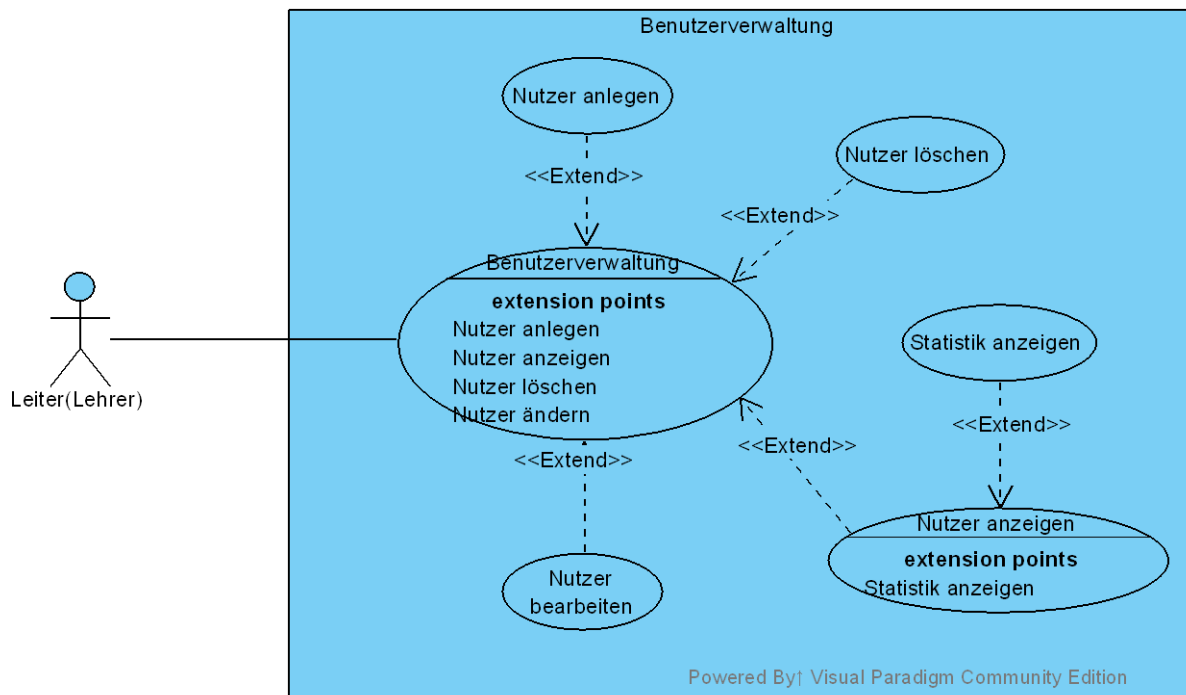 Benutzerverwaltung
Nutzer anlegen
<<Extend>>
Nutzer löschen
<<Extend>>
Benutzerverwaltung
extension points
Nutzer anlegen
Nutzer anzeigen
Nutzer löschen
Nutzer ändern
Leiter(Lehrer)
Statistik anzeigen
<<Extend>>
<<Extend>>
<<Extend>>
Nutzer anzeigen
extension points
Statistik anzeigen
Nutzer
bearbeiten
Powered By↑ Visual Paradigm Community Edition